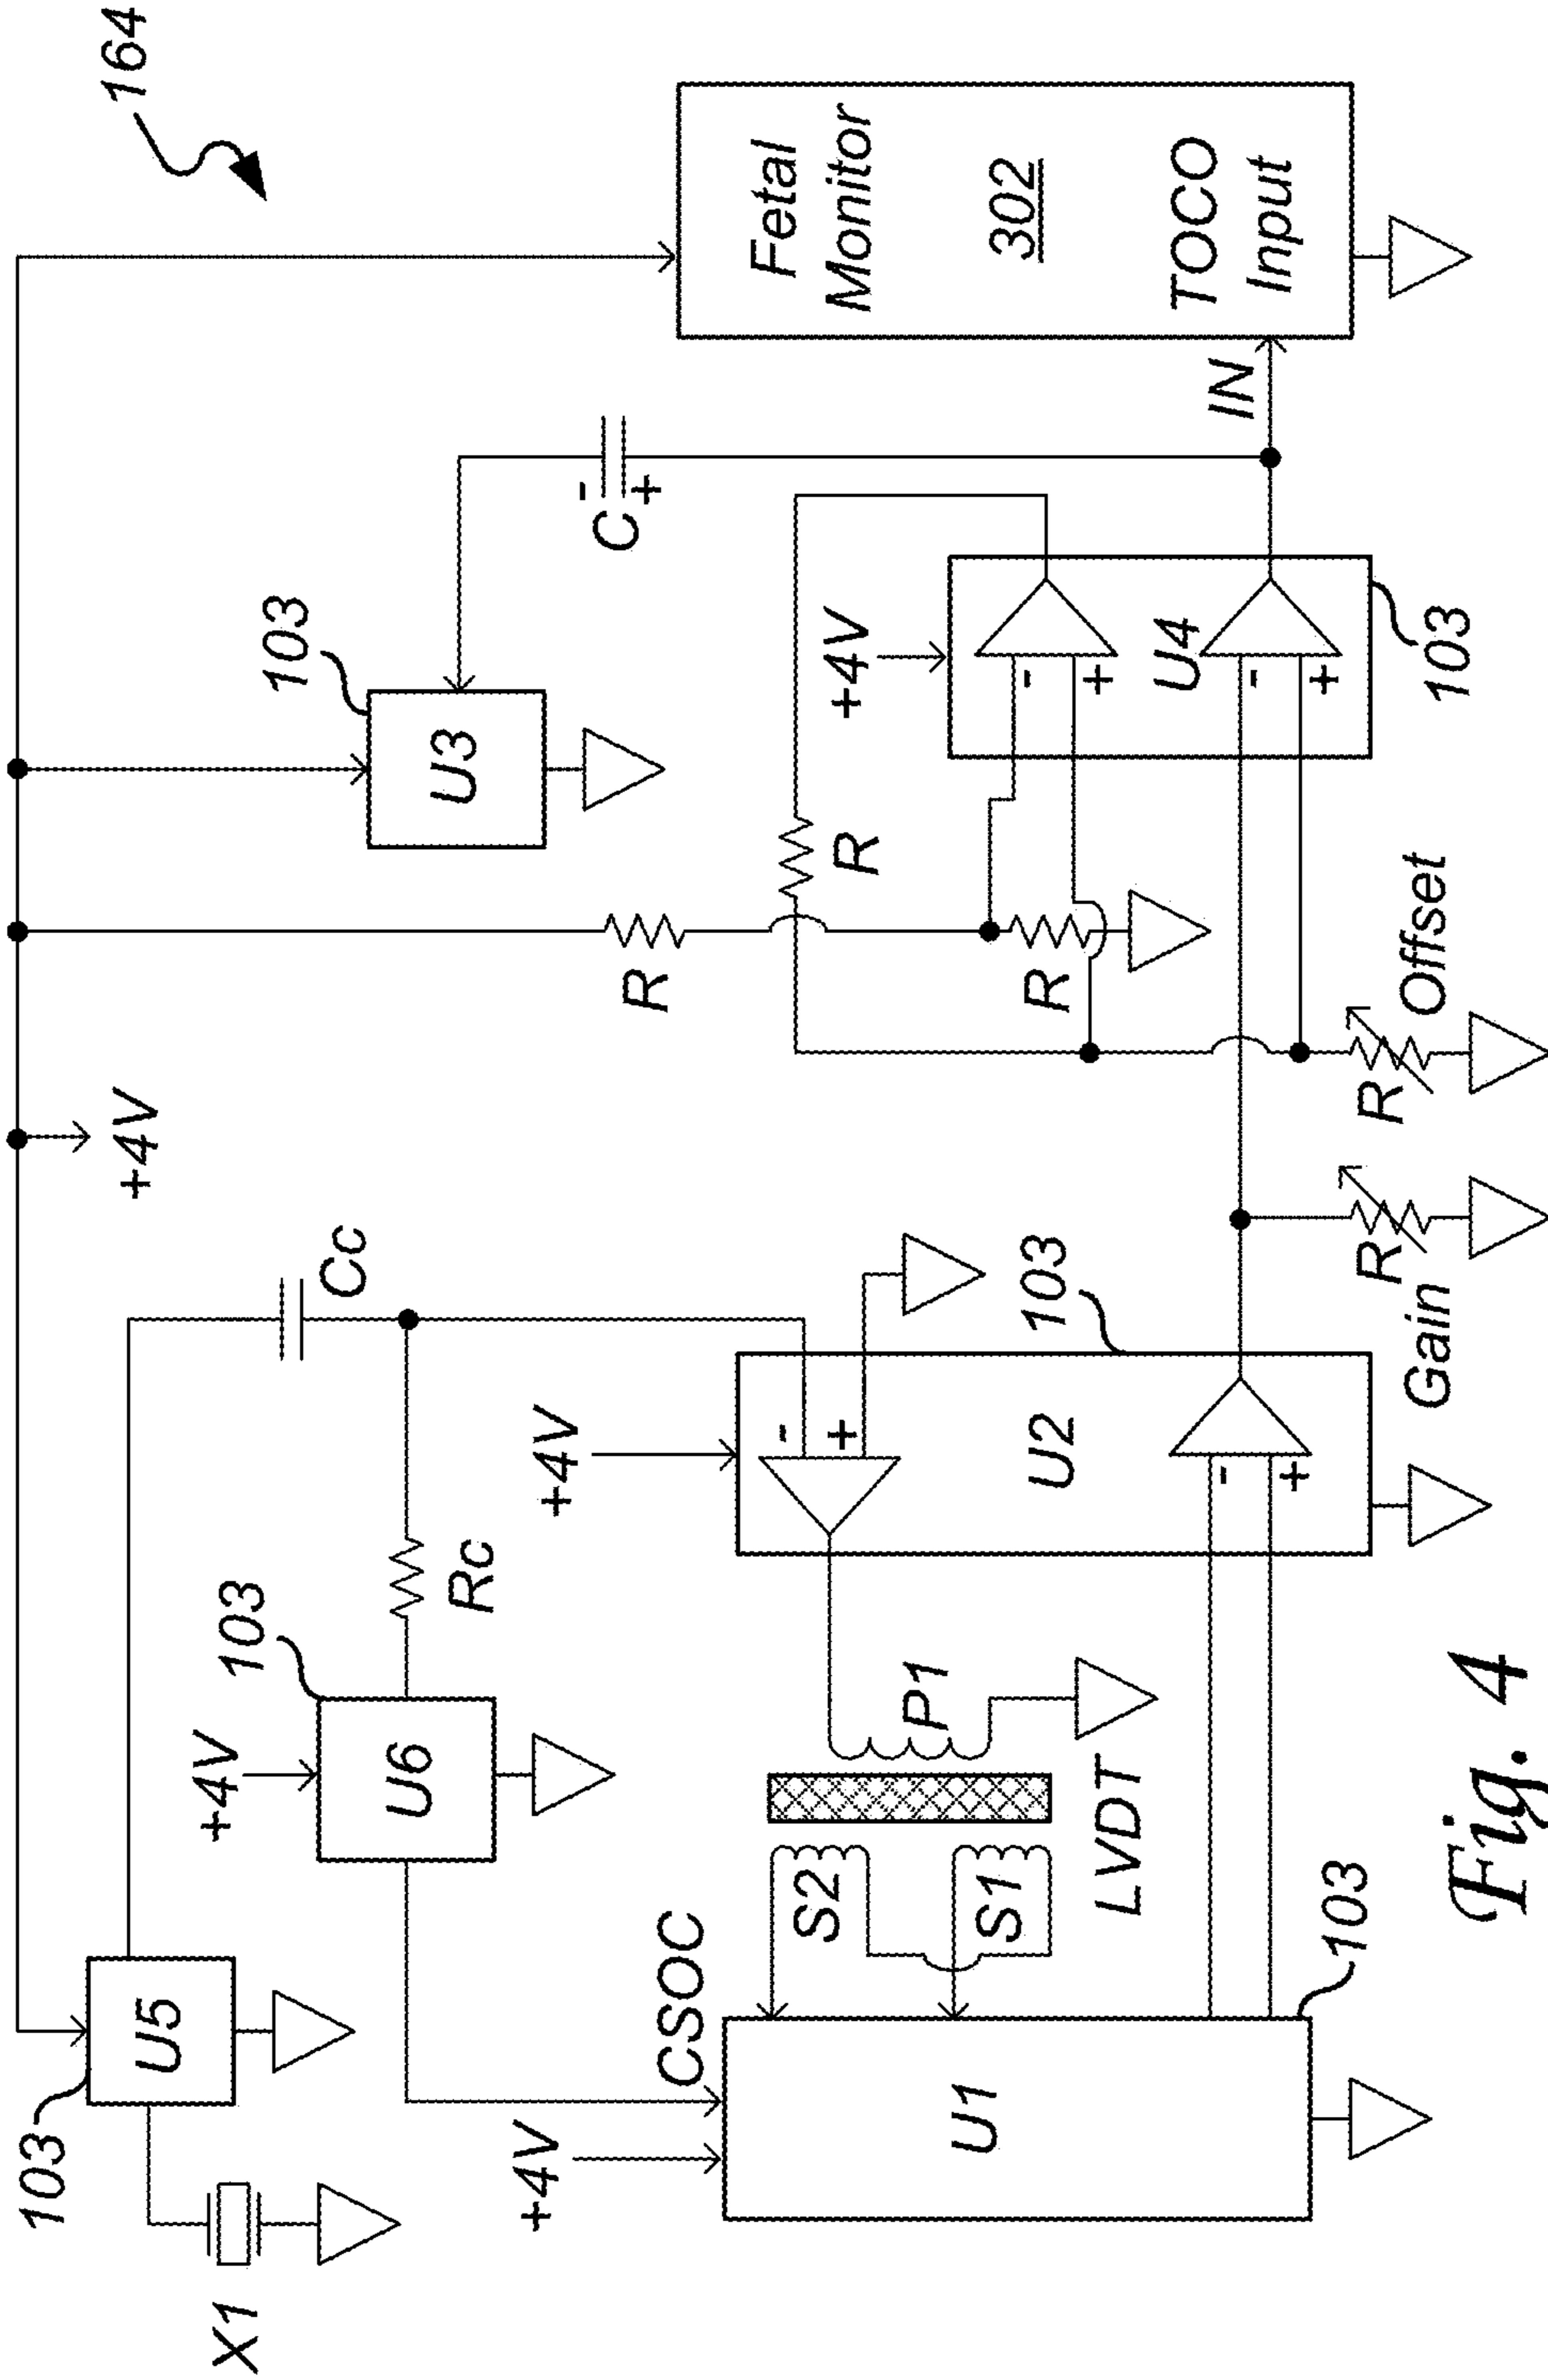 164
103
X1
U5
Cc
+4V
103
U3
+4V
103
U6
Rc
C
-
+
Fetal
Monitor
302
TOCO
Input
IN
CSOC
+4V
+4V
R
R
+4V
-
+
U4
-
+
103
R
S2
S1
P1
LVDT
-
+
U2
-
+
103
U1
103
R
Gain
R
Offset
Fig. 4